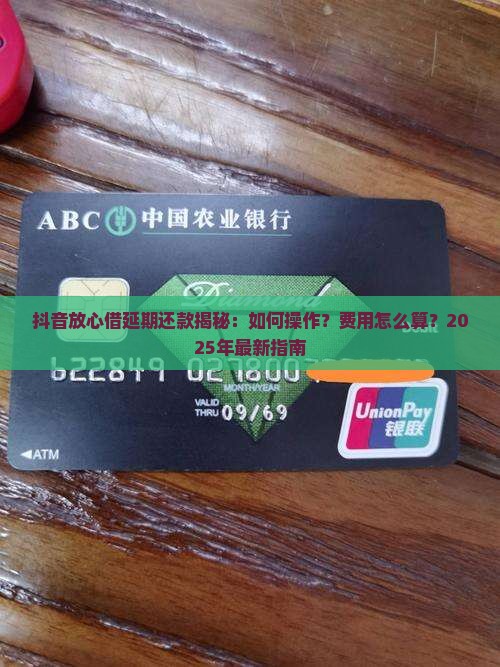 ABC 中国农业银行
Diamond
抖音放心借延期还款揭秘：如何操作？费用怎么算？20
25年最新指南
622849 027800
MONTH/YEAR
VALID
THRU 09/69
UnionPay
银联
◀ATM